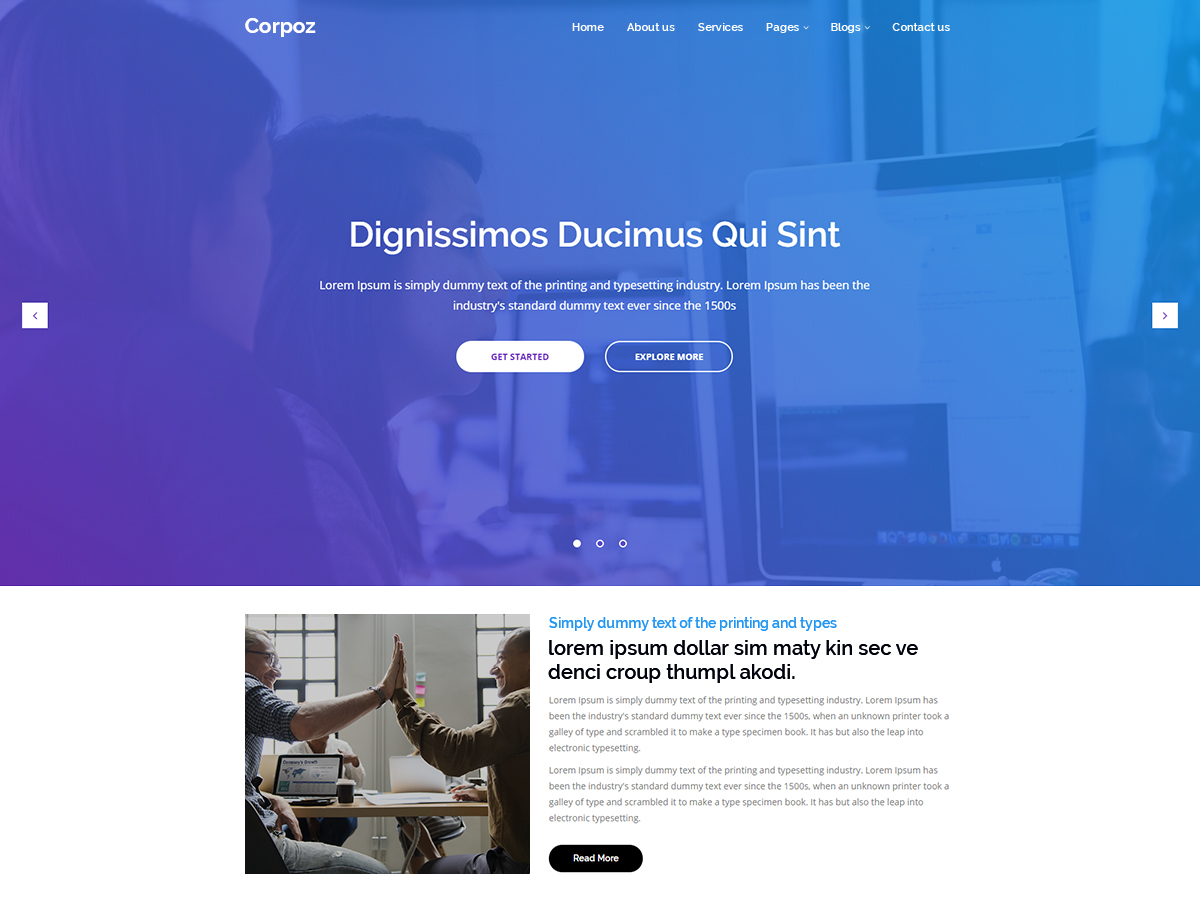 Corpoz
Home About us Services Pages Blogs Contact us
Dignissimos Ducimus Qui Sint
Lorem Ipsum is simply dummy text of the printing and typesetting industry. Lorem Ipsum has been the
industry's standard dummy text ever since the 1500s
GET STARTED EXPLORE MORE
Simply dummy text of the printing and types
lorem ipsum dollar sim maty kin sec ve
denci croup thumpl akodi.
Lorem Ipsum is simply dummy text of the printing and typesetting industry. Lorem Ipsum has
been the industry's standard dummy text ever since the 1500s, when an unknown printer took a
galley of type and scrambled it to make a type specimen book. It has but also the leap into
electronic typesetting.
Lorem Ipsum is simply dummy text of the printing and typesetting industry. Lorem Ipsum has
been the industry's standard dummy text ever since the 1500s, when an unknown printer took a
galley of type and scrambled it to make a type specimen book. It has but also the leap into
electronic typesetting.
Company's Growth
Read More